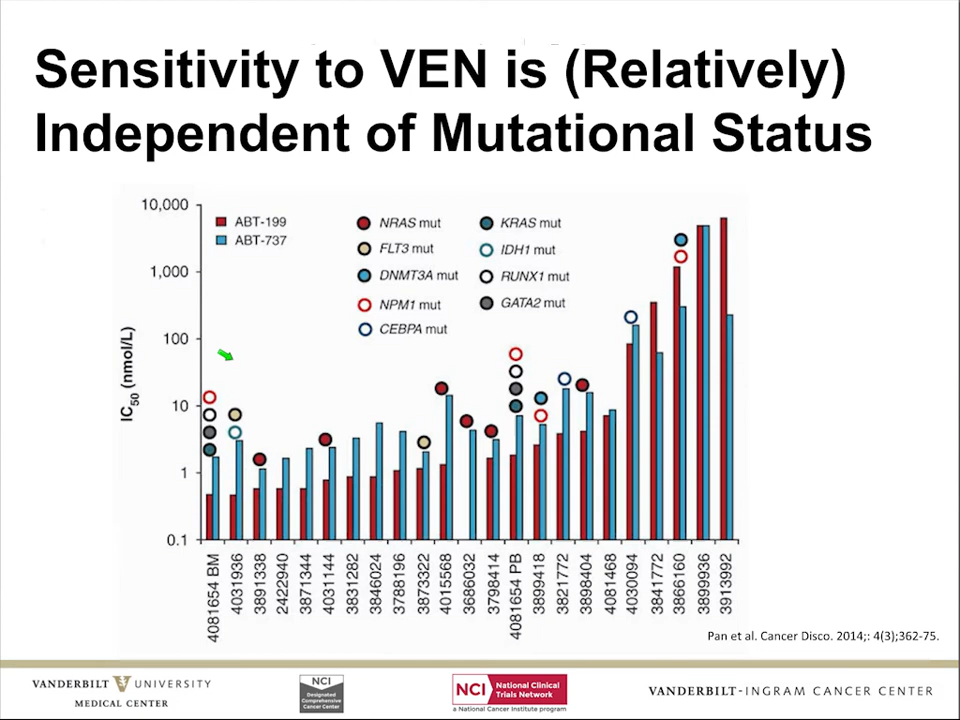 Sensitivity to VEN is (Relatively)
Independent of Mutational Status
10,000
1,000
100
10
1
0.1
IC50 (nmol/L)
ABT-199
ABT-737
NRAS mut
FLT3 mut
DNMT3A mut
NPM1 mut
CEBPA mut
KRAS mut
IDH1 mut
RUNX1 mut
GATA2 mut
4081654 BM
4031936
3891338
2422940
3871344
4031144
3831282
3846024
3788196
3873322
4015568
3686032
3798414
4081654 PB
3899418
3821772
3898404
4081468
4030094
3841772
3866160
3899936
3913992
Pan et al. Cancer Disco. 2014;: 4(3);362-75.
VANDERBILT V UNIVERSITY
MEDICAL CENTER
NCI
Designated
Comprehensive
Cancer Center
NCI National Clinical
Trials Network
a National Cancer Institute program
VANDERBILT-INGRAM CANCER CENTER